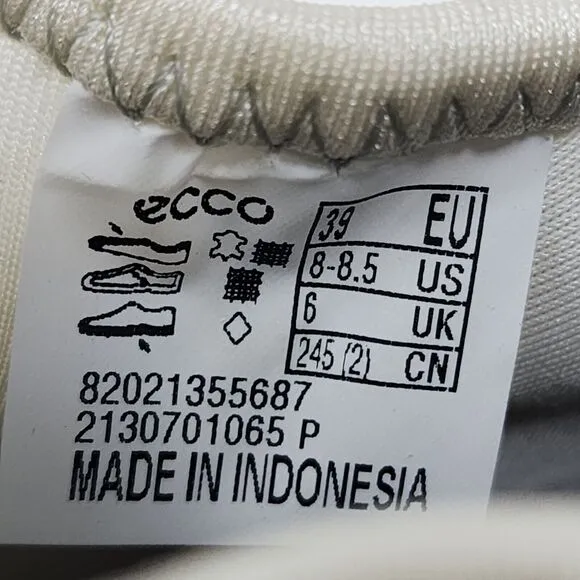 ecco
39 EU
8-8.5 US
6 UK
245 (2) CN
82021355687
2130701065 P
MADE IN INDONESIA